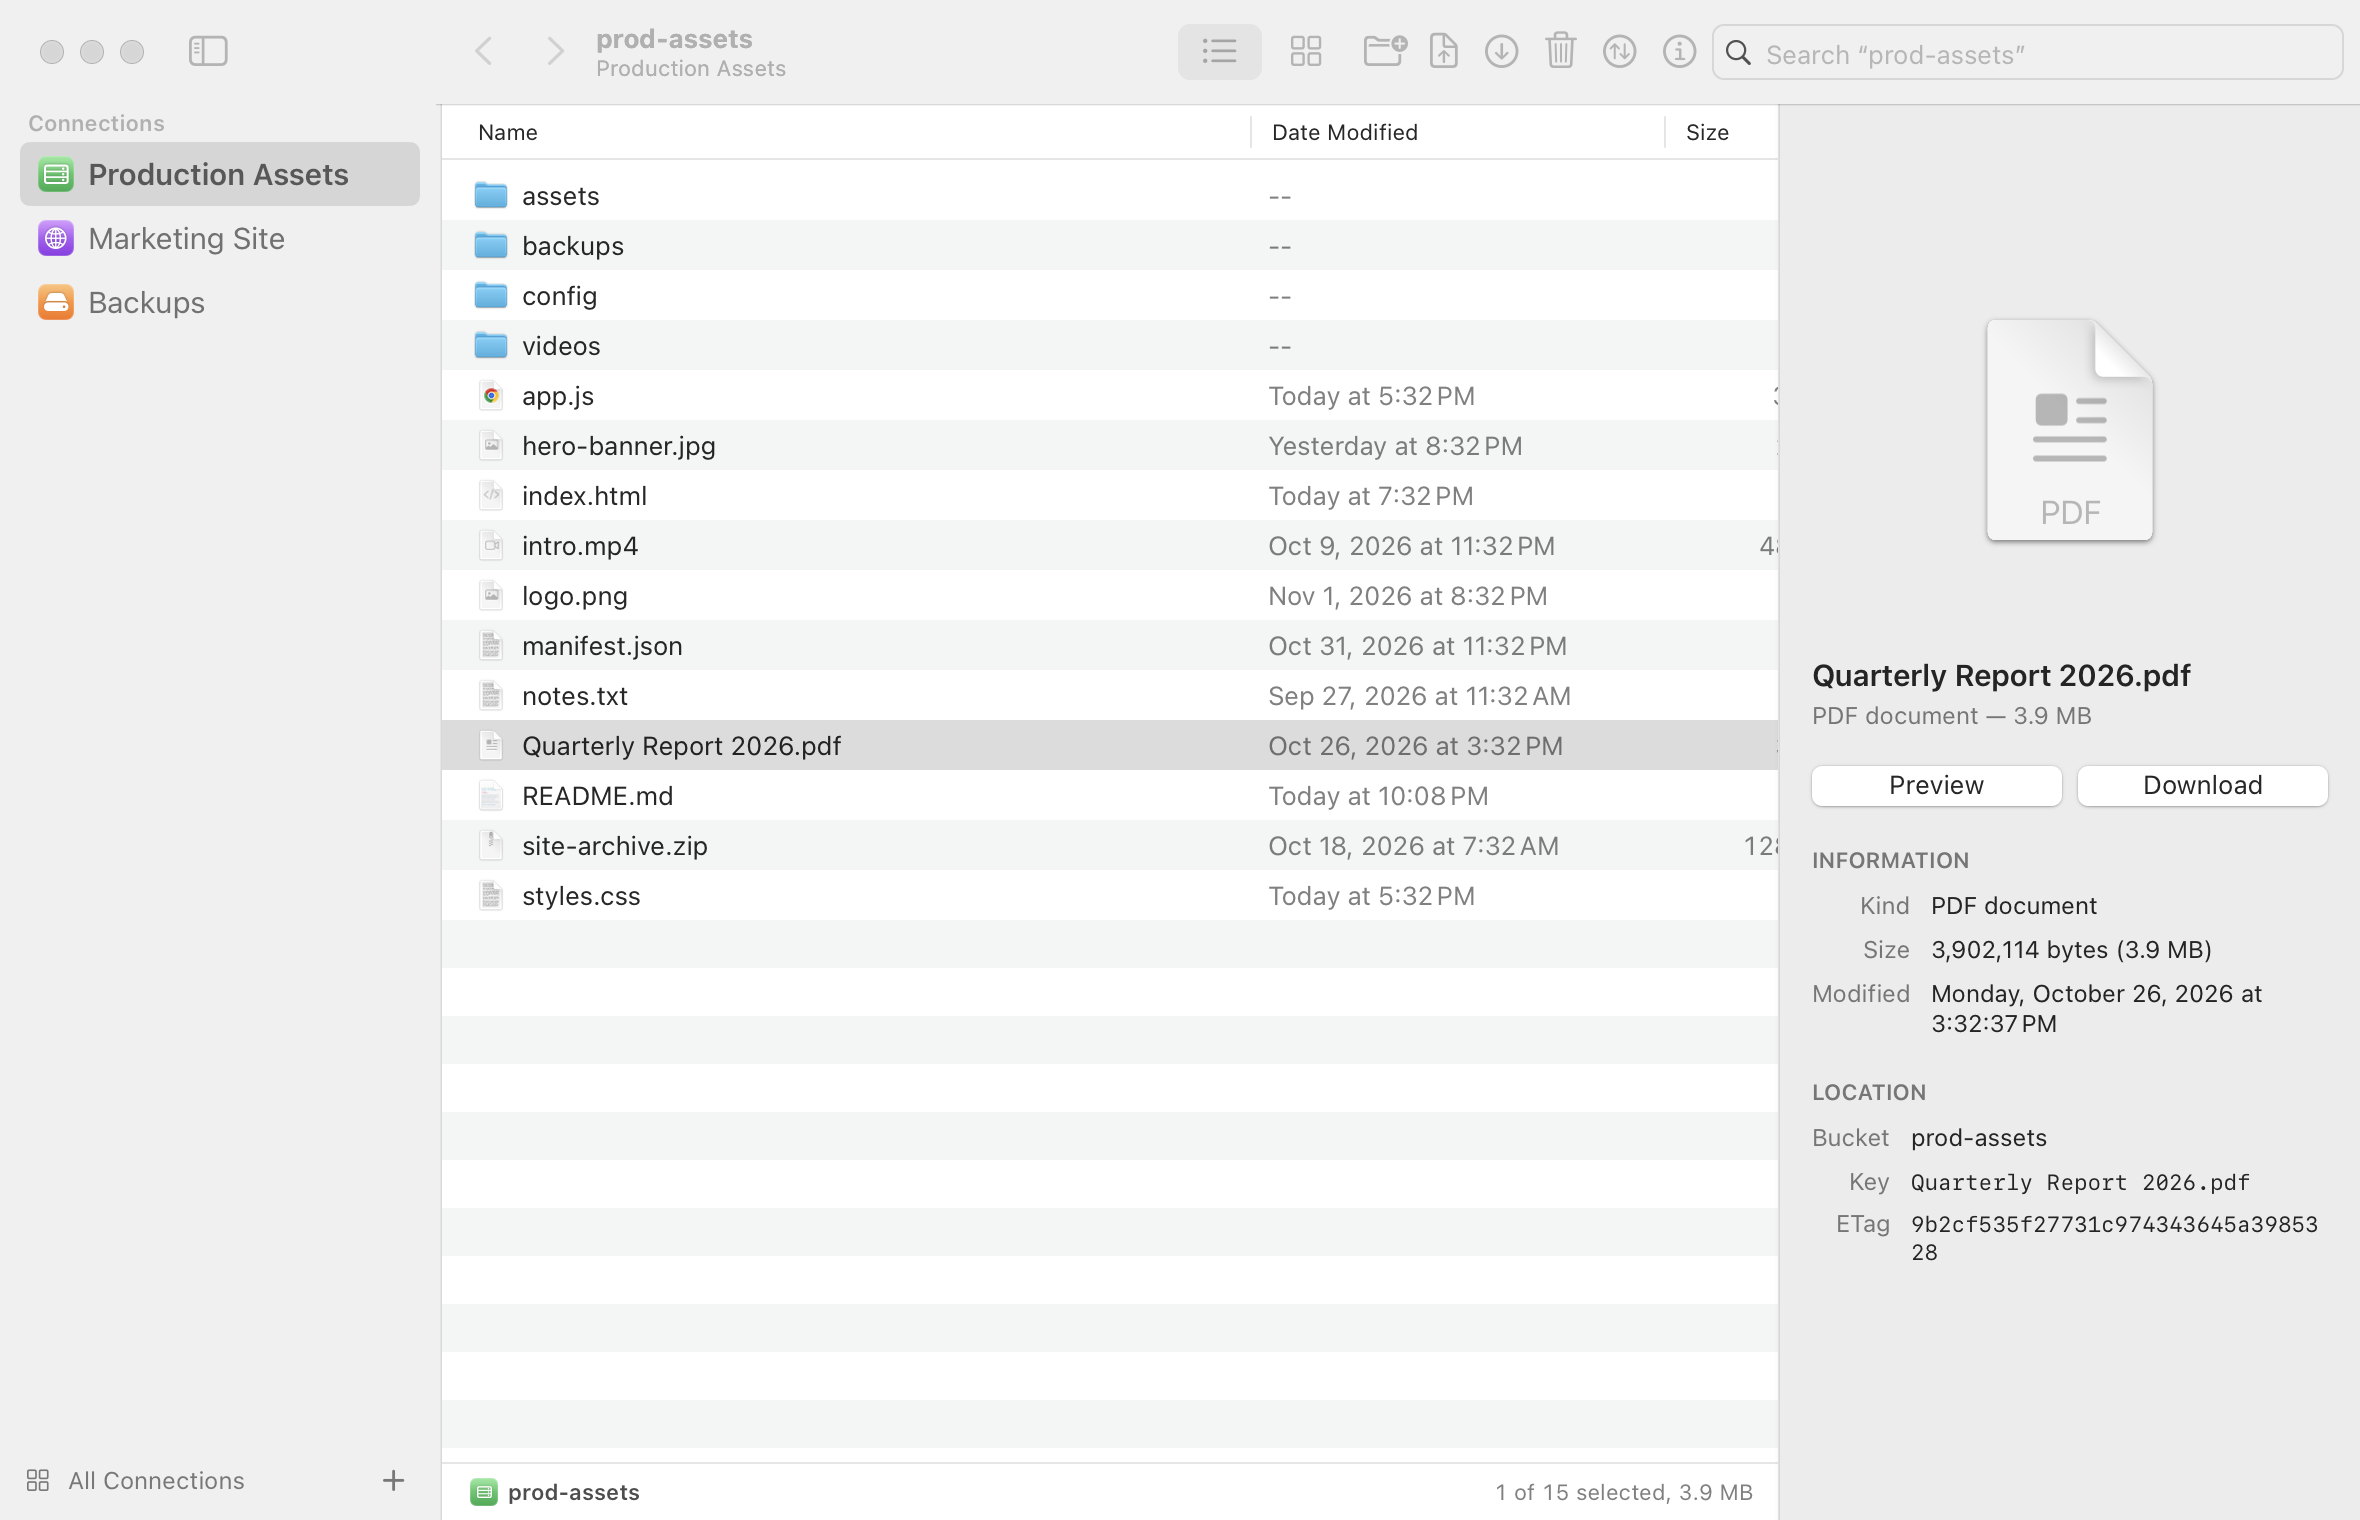 prod-assets
Production Assets
Search “prod-assets”
Connections
Production Assets
Marketing Site
Backups
All Connections
Name Date Modified Size
assets --
backups --
config --
videos --
app.js Today at 5:32 PM
hero-banner.jpg Yesterday at 8:32 PM
index.html Today at 7:32 PM
intro.mp4 Oct 9, 2026 at 11:32 PM
logo.png Nov 1, 2026 at 8:32 PM
manifest.json Oct 31, 2026 at 11:32 PM
notes.txt Sep 27, 2026 at 11:32 AM
Quarterly Report 2026.pdf Oct 26, 2026 at 3:32 PM
README.md Today at 10:08 PM
site-archive.zip Oct 18, 2026 at 7:32 AM
styles.css Today at 5:32 PM
prod-assets 1 of 15 selected, 3.9 MB
PDF
Quarterly Report 2026.pdf
PDF document — 3.9 MB
Preview Download
INFORMATION
Kind PDF document
Size 3,902,114 bytes (3.9 MB)
Modified Monday, October 26, 2026 at
3:32:37 PM
LOCATION
Bucket prod-assets
Key Quarterly Report 2026.pdf
ETag 9b2cf535f27731c974343645a39853
28